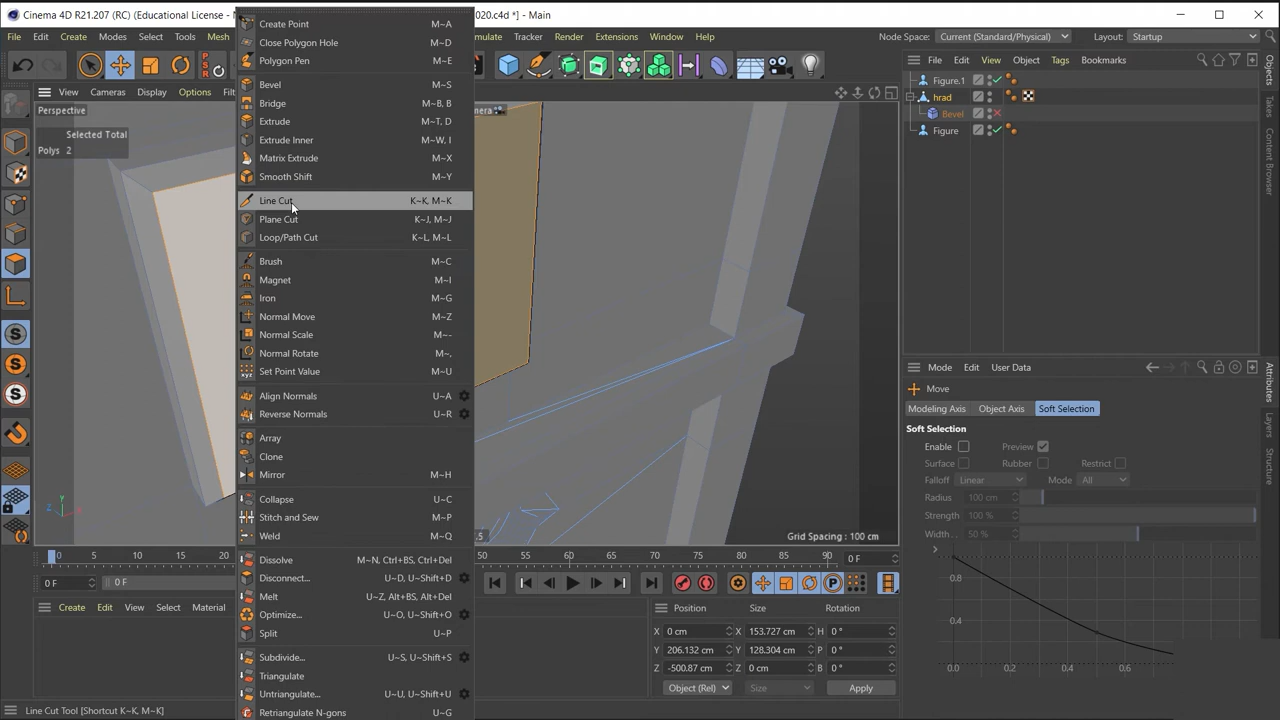 Cinema 4D R21.207 (RC) (Educational License -
020.c4d *] - Main
File Edit Create Modes Select Tools Mesh
mulate Tracker Render Extensions Window Help
Node Space: Current (Standard/Physical) Layout: Startup
View Cameras Display Options
Perspective
Selected Total
Polys 2
Create Point M~A
Close Polygon Hole M~D
Polygon Pen M~E
Bevel M~S
Bridge M~B, B
Extrude M~T, D
Extrude Inner M~W, I
Matrix Extrude M~X
Smooth Shift M~Y
Line Cut K~K, M~K
Plane Cut K~J, M~J
Loop/Path Cut K~L, M~L
Brush M~C
Magnet M~I
Iron M~G
Normal Move M~Z
Normal Scale M~-
Normal Rotate M~,
Set Point Value M~U
Align Normals U~A
Reverse Normals U~R
Array
Clone
Mirror M~H
Collapse U~C
Stitch and Sew M~P
Weld M~Q
Dissolve M~N, Ctrl+BS, Ctrl+Del
Disconnect... U~D, U~Shift+D
Melt U~Z, Alt+BS, Alt+Del
Optimize... U~O, U~Shift+O
Split U~P
Subdivide... U~S, U~Shift+S
Triangulate
Untriangulate... U~U, U~Shift+U
Retriangulate N-gons U~G
mera
.5
Grid Spacing : 100 cm
File Edit View Object Tags Bookmarks
Figure.1
hrad
Bevel
Figure
Objects
Takes
Content Browser
Mode Edit User Data
Move
Modeling Axis Object Axis Soft Selection
Soft Selection
Enable Preview
Surface Rubber Restrict
Falloff Linear Mode All
Radius 100 cm
Strength 100 %
Width . . 50 %
0.8
0.4
0.0 0.2 0.4 0.6
Attributes
Layers
Structure
0 5 10 15 20
50 55 60 65 70 75 80 85 90
0 F
0 F 0 F
Create Edit View Select Material
Position Size Rotation
X 0 cm X 153.727 cm H 0 °
Y 206.132 cm Y 128.304 cm P 0 °
Z -500.87 cm Z 0 cm B 0 °
Object (Rel) Size Apply
Line Cut Tool [Shortcut K~K, M~K]